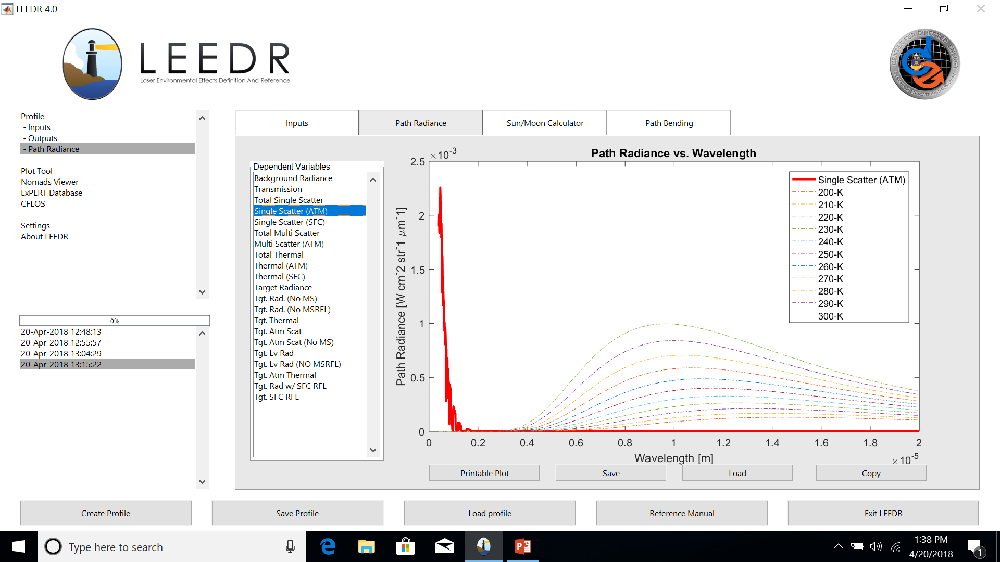 LEEDR 4.0
LEEDR
Laser Environmental Effects Definition And Reference
CENTER FOR DIRECTED ENERGY
RESEARCH EDUCATION INNOVATION
Profile
- Inputs
- Outputs
- Path Radiance
Plot Tool
Nomads Viewer
ExPERT Database
CFLOS
Settings
About LEEDR
0%
20-Apr-2018 12:48:13
20-Apr-2018 12:55:57
20-Apr-2018 13:04:29
20-Apr-2018 13:15:22
Inputs
Path Radiance
Sun/Moon Calculator
Path Bending
Dependent Variables
Background Radiance
Transmission
Total Single Scatter
Single Scatter (ATM)
Single Scatter (SFC)
Total Multi Scatter
Multi Scatter (ATM)
Total Thermal
Thermal (ATM)
Thermal (SFC)
Target Radiance
Tgt. Rad. (No MS)
Tgt. Rad. (No MSRFL)
Tgt. Thermal
Tgt. Atm Scat
Tgt. Atm Scat (No MS)
Tgt. Lv Rad
Tgt. Lv Rad (NO MSRFL)
Tgt. Atm Thermal
Tgt. Rad w/ SFC RFL
Tgt. SFC RFL
Path Radiance vs. Wavelength
×10⁻³
2.5
2
1.5
1
0.5
0
Path Radiance [W cm⁻2 str⁻1 μm⁻1]
0 0.2 0.4 0.6 0.8 1 1.2 1.4 1.6 1.8 2
Wavelength [m]
×10⁻⁵
Single Scatter (ATM)
200-K
210-K
220-K
230-K
240-K
250-K
260-K
270-K
280-K
290-K
300-K
Printable Plot
Save
Load
Copy
Create Profile
Save Profile
Load profile
Reference Manual
Exit LEEDR
Type here to search
1:38 PM
4/20/2018
1